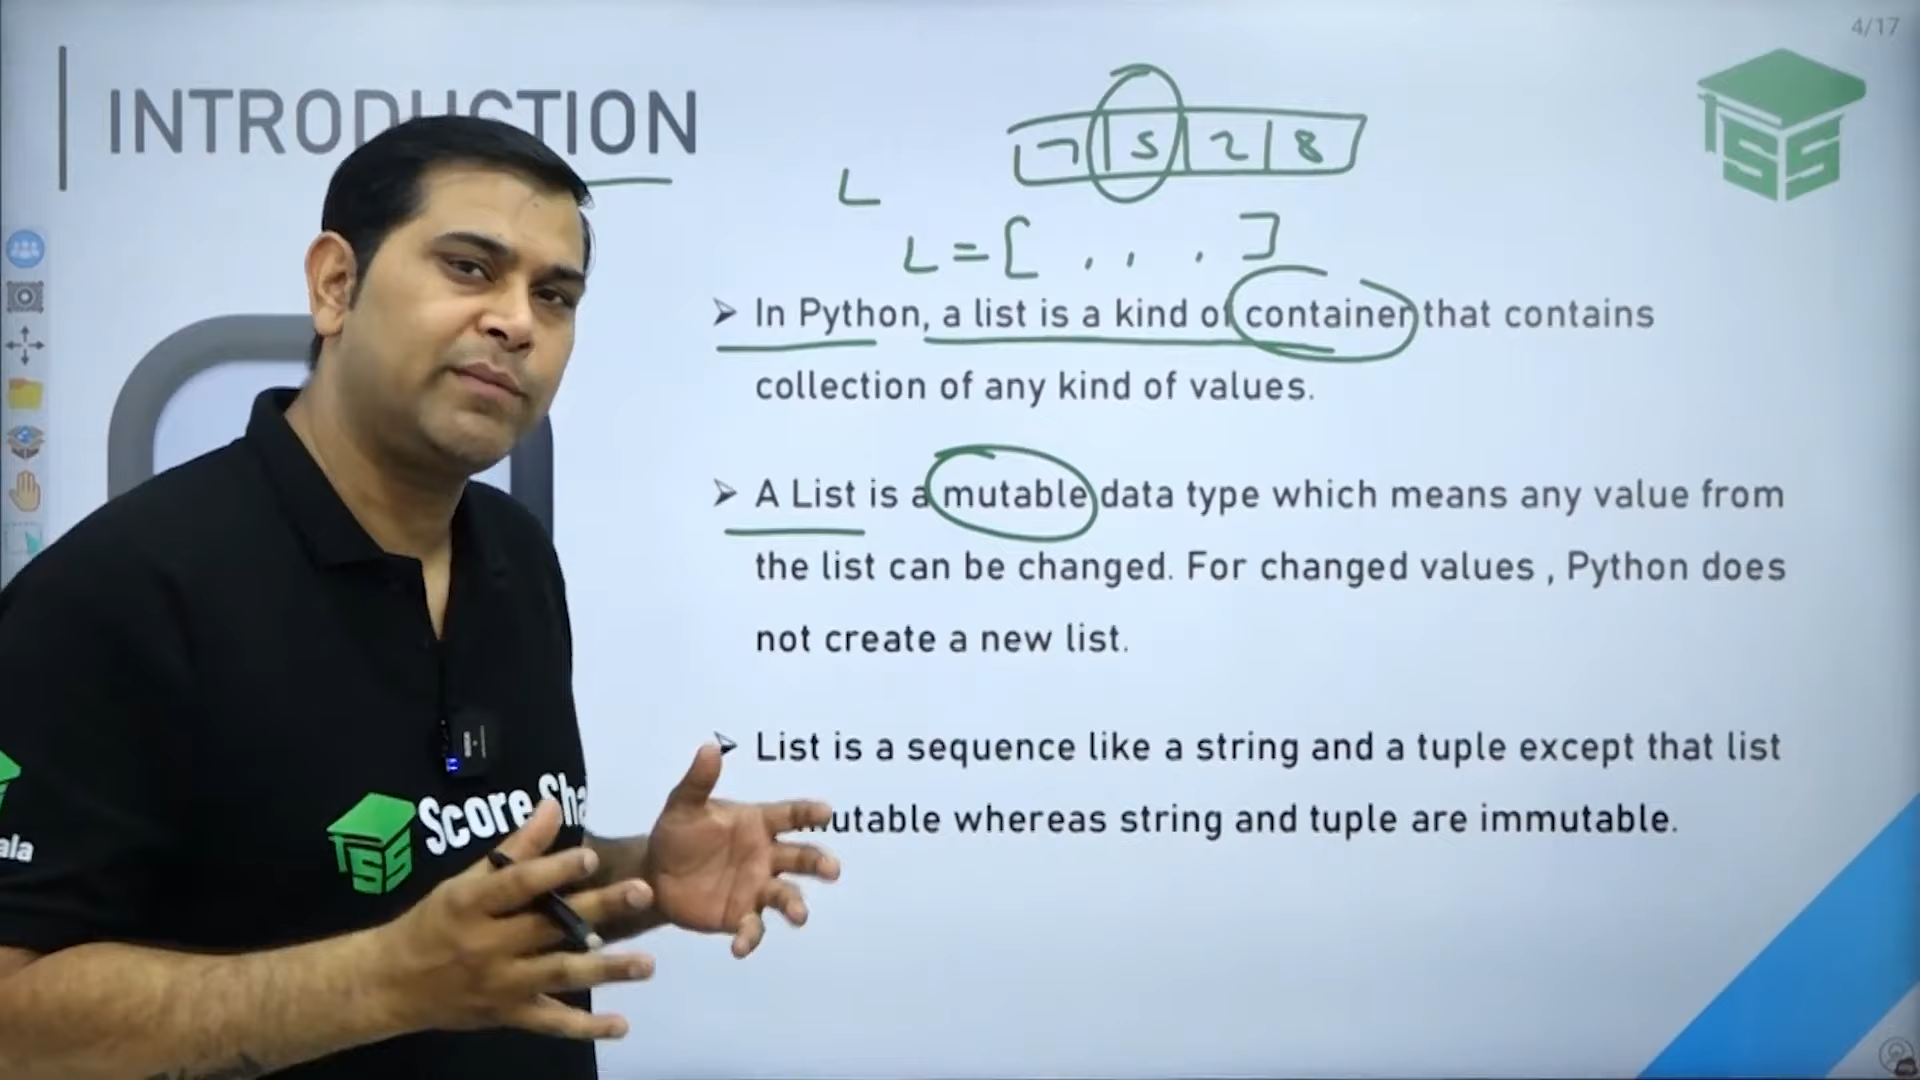 4/17
INTRODUCTION
7 5 2 8
L
L = [ . . . ]
SS
➢ In Python, a list is a kind of container that contains
collection of any kind of values.
➢ A List is a mutable data type which means any value from
the list can be changed. For changed values , Python does
not create a new list.
➢ List is a sequence like a string and a tuple except that list
mutable whereas string and tuple are immutable.
Score Sha
SS
ala